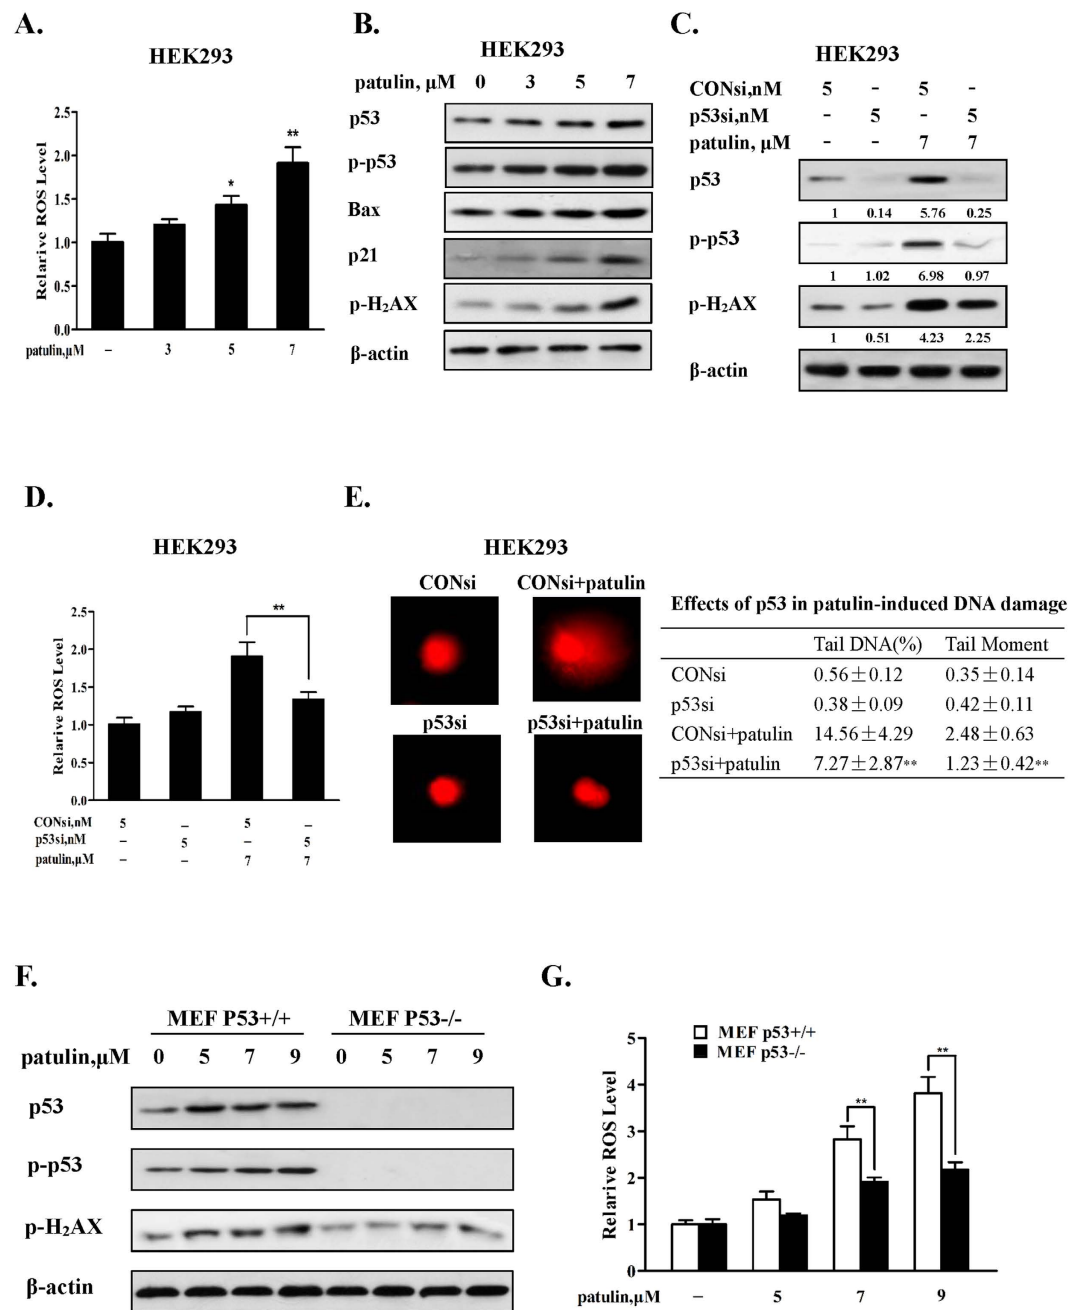 A.
HEK293
Relarive ROS Level
2.5
2.0
1.5
1.0
0.5
0.0
*
**
patulin,μM – 3 5 7
B.
HEK293
patulin, μM 0 3 5 7
p53
p-p53
Bax
p21
p-H₂AX
β-actin
C.
HEK293
CONsi,nM 5 - 5 -
p53si,nM - 5 - 5
patulin, μM - - 7 7
p53
1 0.14 5.76 0.25
p-p53
1 1.02 6.98 0.97
p-H₂AX
1 0.51 4.23 2.25
β-actin
D.
HEK293
Relarive ROS Level
2.5
2.0
1.5
1.0
0.5
0.0
**
CONsi,nM 5 – 5 –
p53si,nM – 5 – 5
patulin,μM – – 7 7
E.
HEK293
CONsi CONsi+patulin
p53si p53si+patulin
Effects of p53 in patulin-induced DNA damage
Tail DNA(%) Tail Moment
CONsi 0.56±0.12 0.35±0.14
p53si 0.38±0.09 0.42±0.11
CONsi+patulin 14.56±4.29 2.48±0.63
p53si+patulin 7.27±2.87** 1.23±0.42**
F.
MEF P53+/+ MEF P53-/-
patulin,μM 0 5 7 9 0 5 7 9
p53
p-p53
p-H₂AX
β-actin
G.
MEF p53+/+
MEF p53-/-
Relarive ROS Level
5
4
3
2
1
0
**
**
patulin,μM – 5 7 9